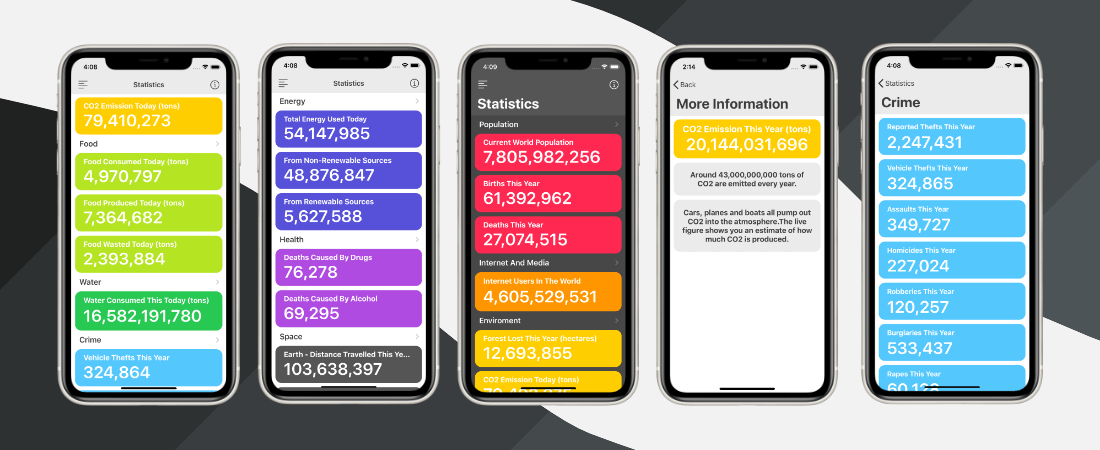 4:08
Statistics
CO2 Emission Today (tons)
79,410,273
Food
Food Consumed Today (tons)
4,970,797
Food Produced Today (tons)
7,364,682
Food Wasted Today (tons)
2,393,884
Water
Water Consumed This Today (tons)
16,582,191,780
Crime
Vehicle Thefts This Year
324,864
4:08
Statistics
Energy
Total Energy Used Today
54,147,985
From Non-Renewable Sources
48,876,847
From Renewable Sources
5,627,588
Health
Deaths Caused By Drugs
76,278
Deaths Caused By Alcohol
69,295
Space
Earth - Distance Travelled This Ye...
103,638,397
4:09
Statistics
Population
Current World Population
7,805,982,256
Births This Year
61,392,962
Deaths This Year
27,074,515
Internet And Media
Internet Users In The World
4,605,529,531
Enviroment
Forest Lost This Year (hectares)
12,693,855
CO2 Emission Today (tons)
2:14
Back
More Information
CO2 Emission This Year (tons)
20,144,031,696
Around 43,000,000,000 tons of
CO2 are emitted every year.
Cars, planes and boats all pump out
CO2 into the atmosphere.The live
figure shows you an estimate of how
much CO2 is produced.
4:08
Statistics
Crime
Reported Thefts This Year
2,247,431
Vehicle Thefts This Year
324,865
Assaults This Year
349,727
Homicides This Year
227,024
Robberies This Year
120,257
Burglaries This Year
533,437
Rapes This Year